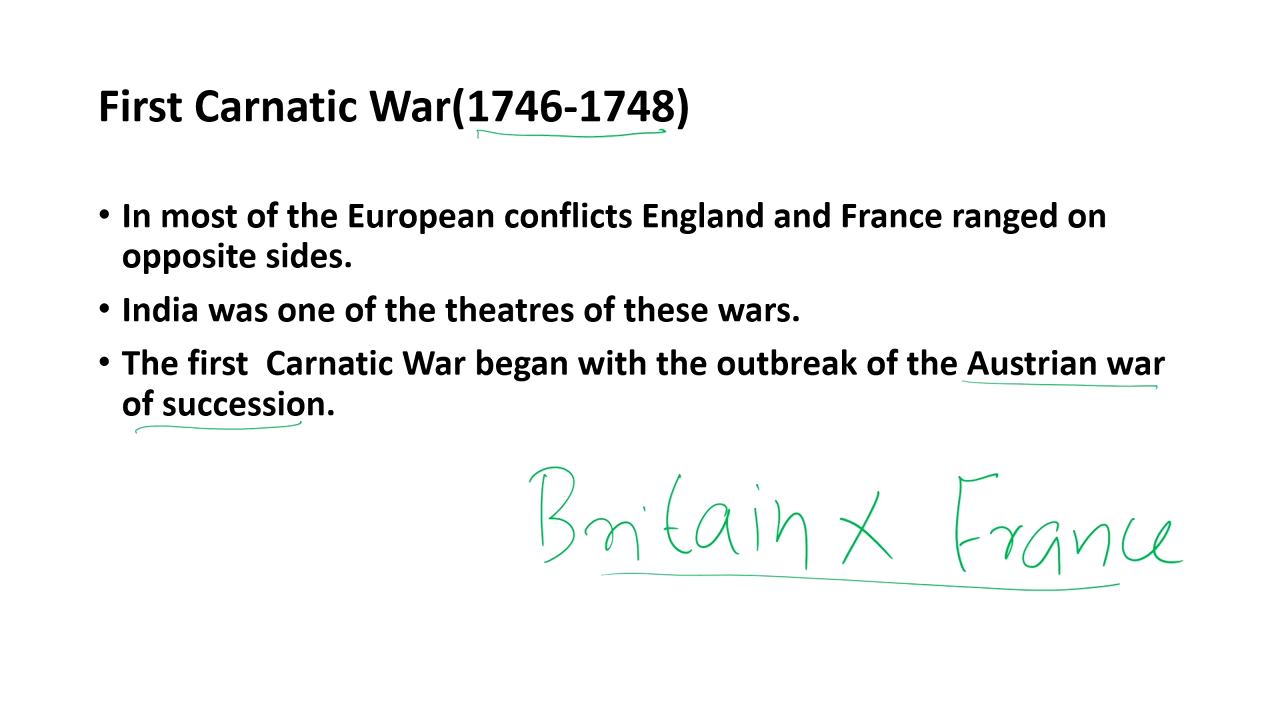 First Carnatic War(1746-1748)
• In most of the European conflicts England and France ranged on
opposite sides.
• India was one of the theatres of these wars.
• The first  Carnatic War began with the outbreak of the Austrian war
of succession.
Britain x France